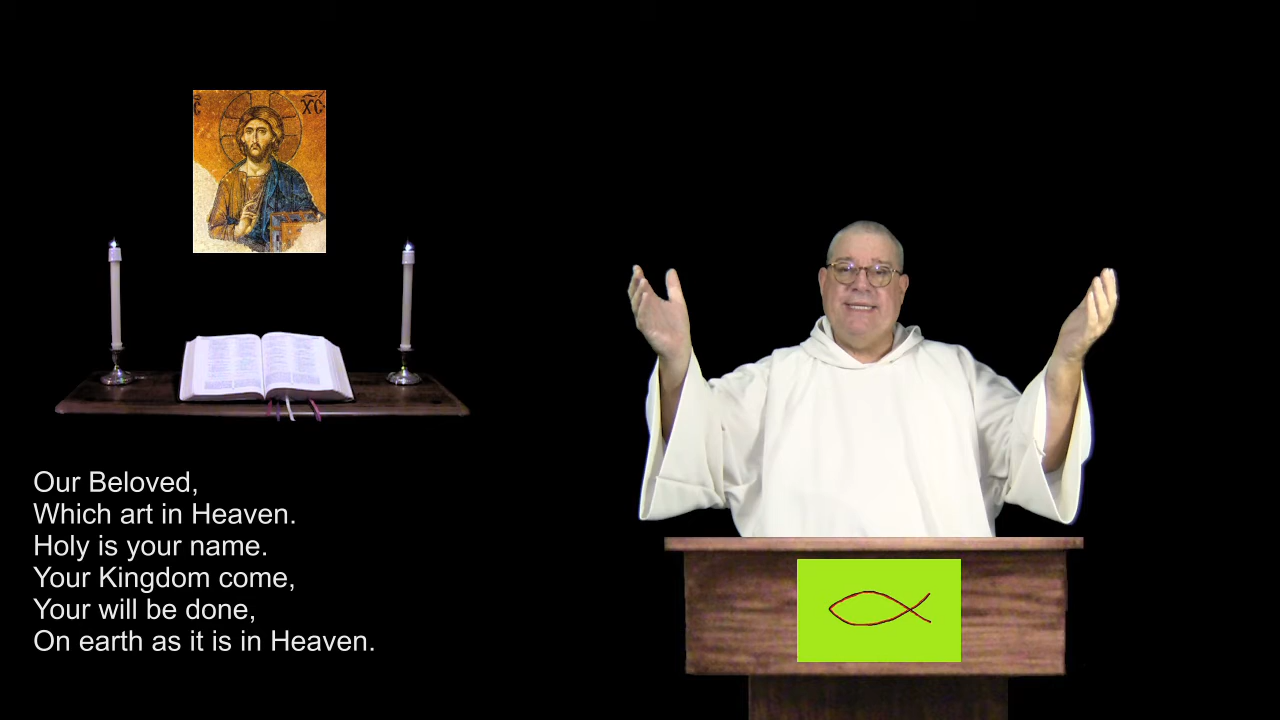 XC
Our Beloved,
Which art in Heaven.
Holy is your name.
Your Kingdom come,
Your will be done,
On earth as it is in Heaven.